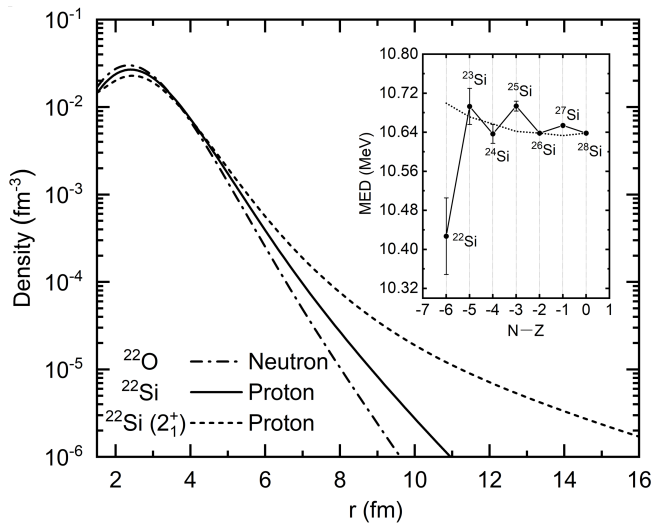 10⁻¹
10⁻²
10⁻³
10⁻⁴
10⁻⁵
10⁻⁶
Density (fm⁻³)
2 4 6 8 10 12 14 16
r (fm)
²²O Neutron
²²Si Proton
²²Si (2₁⁺) Proton
10.80
10.72
10.64
10.56
10.48
10.40
10.32
MED (MeV)
-7 -6 -5 -4 -3 -2 -1 0 1
N−Z
²³Si
²⁵Si
²⁷Si
²⁴Si
²⁶Si
²⁸Si
²²Si